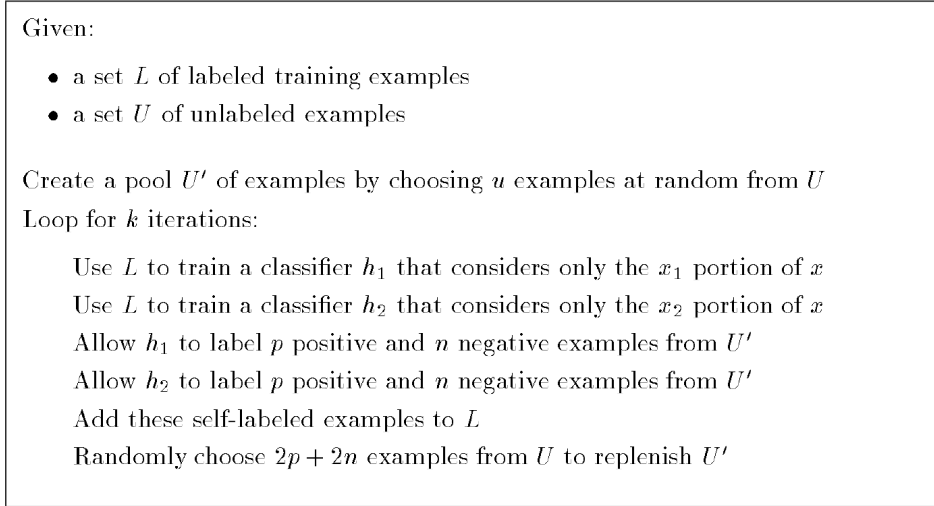 Given:
• a set L of labeled training examples
• a set U of unlabeled examples
Create a pool U′ of examples by choosing u examples at random from U
Loop for k iterations:
Use L to train a classifier h₁ that considers only the x₁ portion of x
Use L to train a classifier h₂ that considers only the x₂ portion of x
Allow h₁ to label p positive and n negative examples from U′
Allow h₂ to label p positive and n negative examples from U′
Add these self-labeled examples to L
Randomly choose 2p + 2n examples from U to replenish U′